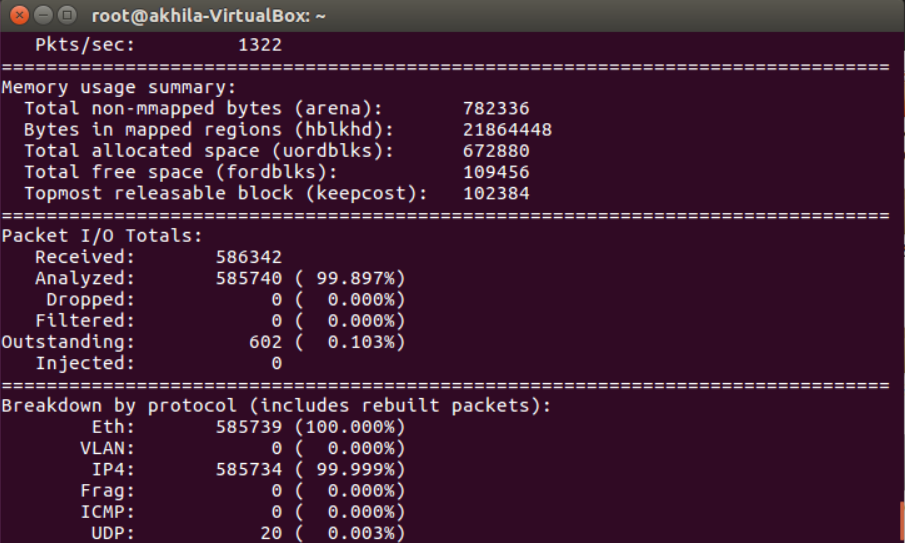 root@akhila-VirtualBox: ~
Pkts/sec: 1322
===============================================================================
Memory usage summary:
Total non-mmapped bytes (arena): 782336
Bytes in mapped regions (hblkhd): 21864448
Total allocated space (uordblks): 672880
Total free space (fordblks): 109456
Topmost releasable block (keepcost): 102384
===============================================================================
Packet I/O Totals:
Received: 586342
Analyzed: 585740 ( 99.897%)
Dropped: 0 ( 0.000%)
Filtered: 0 ( 0.000%)
Outstanding: 602 ( 0.103%)
Injected: 0
===============================================================================
Breakdown by protocol (includes rebuilt packets):
Eth: 585739 (100.000%)
VLAN: 0 ( 0.000%)
IP4: 585734 ( 99.999%)
Frag: 0 ( 0.000%)
ICMP: 0 ( 0.000%)
UDP: 20 ( 0.003%)